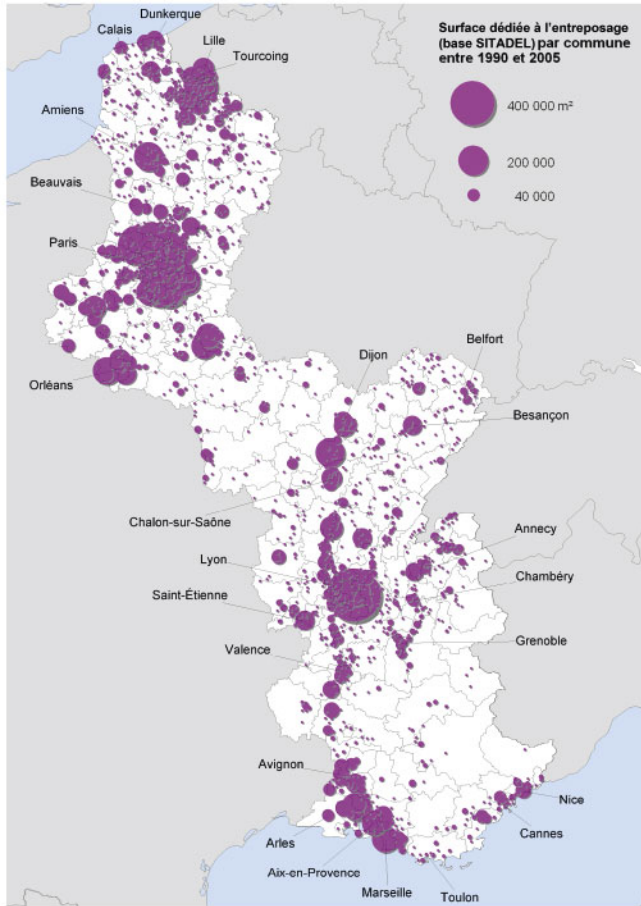 Surface dédiée à l'entreposage
(base SITADEL) par commune
entre 1990 et 2005
400 000 m²
200 000
40 000
Dunkerque
Calais
Lille
Tourcoing
Amiens
Beauvais
Paris
Orléans
Dijon
Belfort
Besançon
Chalon-sur-Saône
Annecy
Lyon
Chambéry
Saint-Étienne
Grenoble
Valence
Avignon
Nice
Cannes
Arles
Aix-en-Provence
Marseille
Toulon